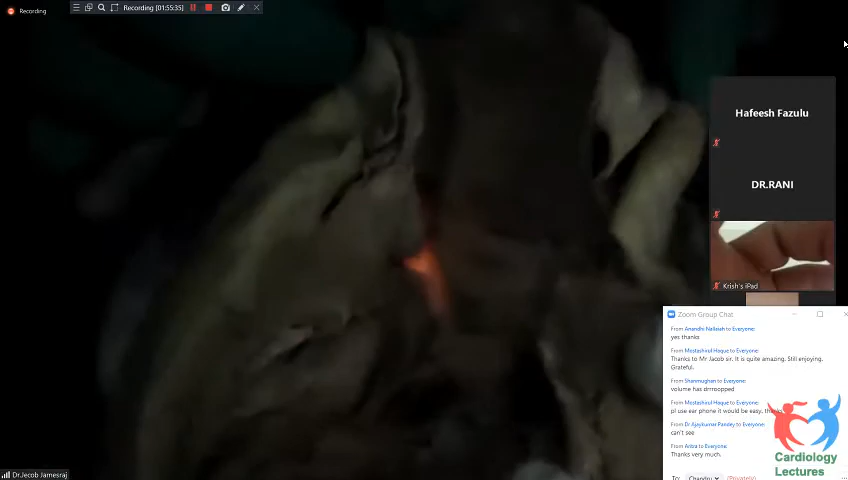 Recording
Recording [01:55:35]
Hafeesh Fazulu
DR.RANI
Krish's iPad
Zoom Group Chat
From Anandhi Nallaiah to Everyone:
yes thanks
From Mostashirul Haque to Everyone:
Thanks to Mr Jacob sir. It is quite amazing. Still enjoying.
Grateful.
From Shanmughan to Everyone:
volume has drrroopped
From Mostashirul Haque to Everyone:
pl use ear phone it would be easy, thanks
From Dr.Ajaykumar Pandey to Everyone:
can't see
From to Everyone:
Thanks very much.
To: Chandru (Privately)
Cardiology
Lectures
Dr.Jecob Jamesraj